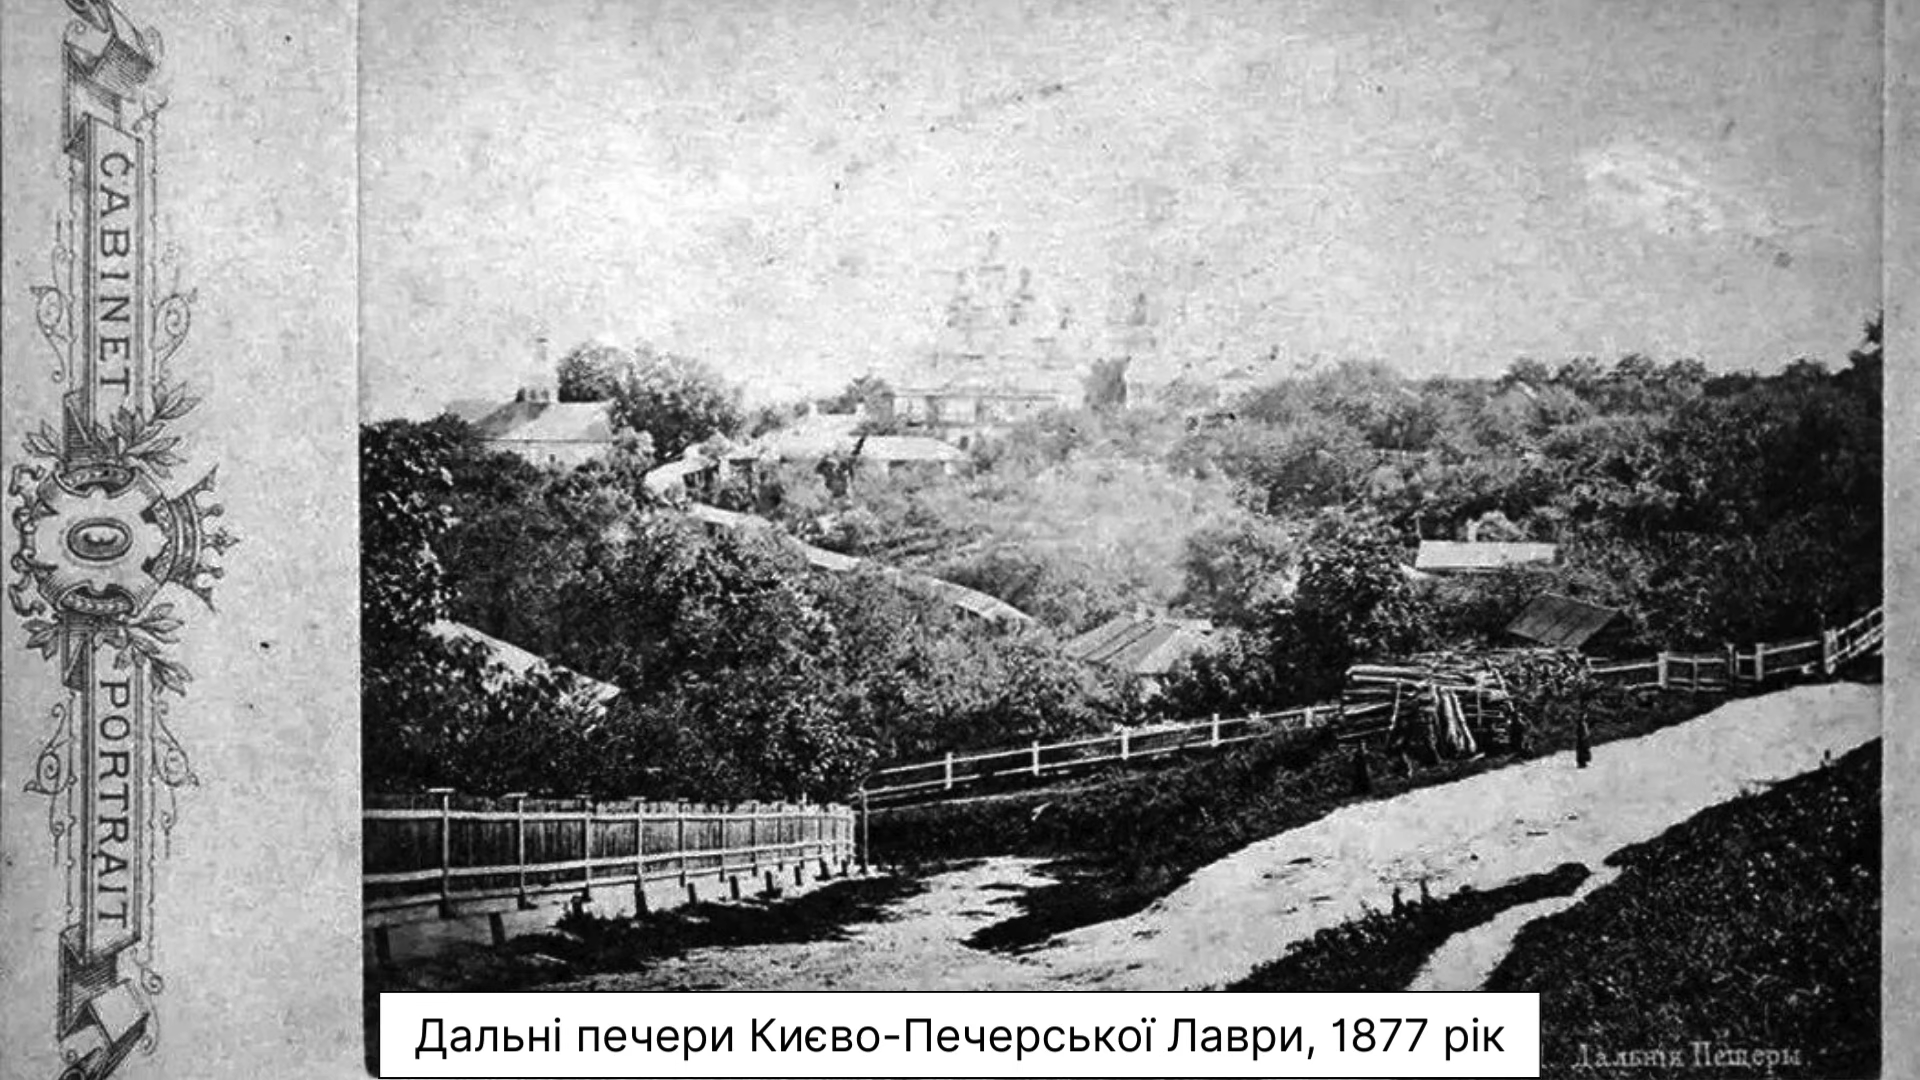 CABINET
PORTRAIT
Дальні печери Києво-Печерської Лаври, 1877 рік
Дальнія Пещеры.